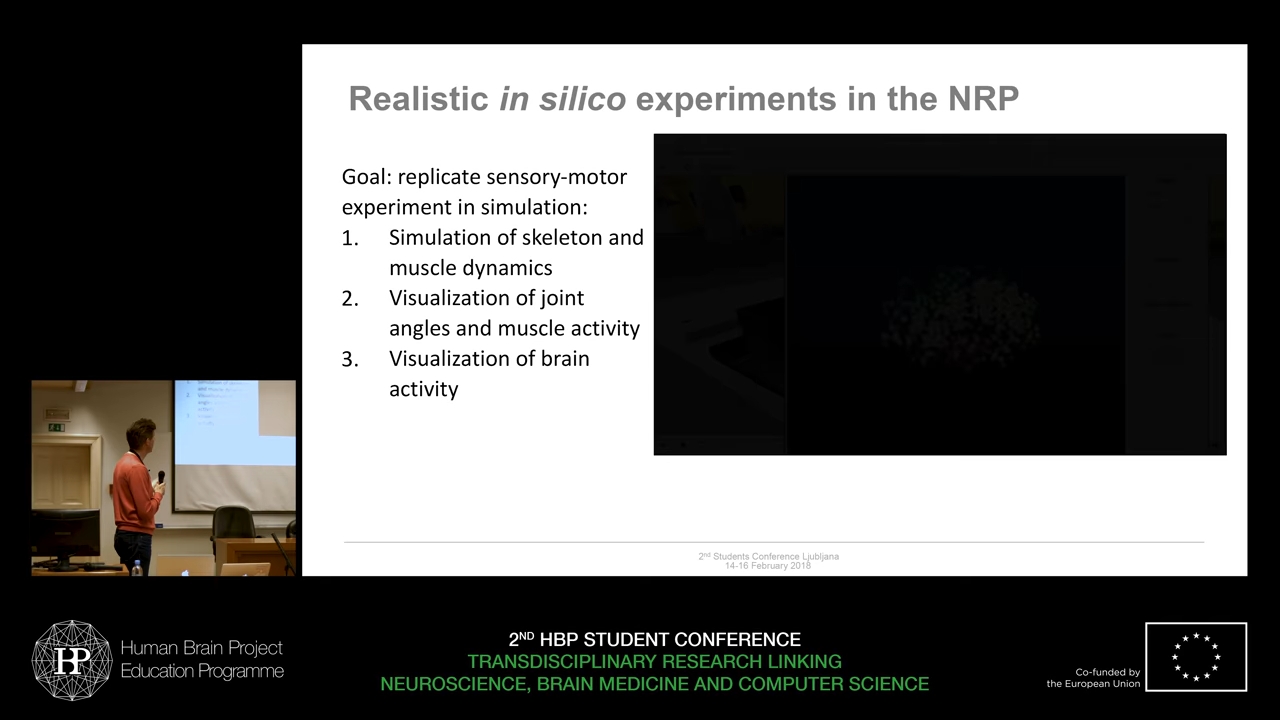 Realistic in silico experiments in the NRP
Goal: replicate sensory-motor
experiment in simulation:
1. Simulation of skeleton and
muscle dynamics
2. Visualization of joint
angles and muscle activity
3. Visualization of brain
activity
2nd Students Conference Ljubljana
14-16 February 2018
HP
Human Brain Project
Education Programme
2ND HBP STUDENT CONFERENCE
TRANSDISCIPLINARY RESEARCH LINKING
NEUROSCIENCE, BRAIN MEDICINE AND COMPUTER SCIENCE
Co-funded by
the European Union